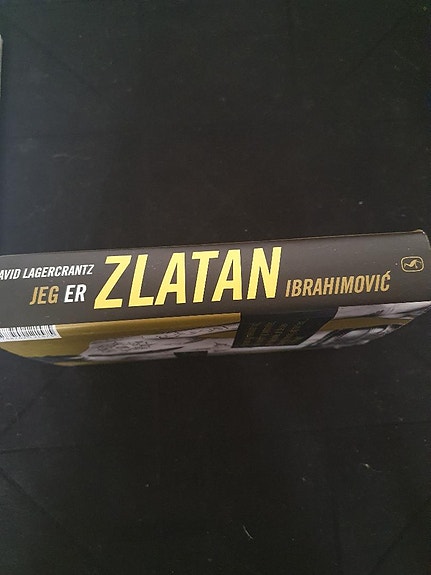 AVID LAGERCRANTZ
JEG ER ZLATAN IBRAHIMOVIĆ